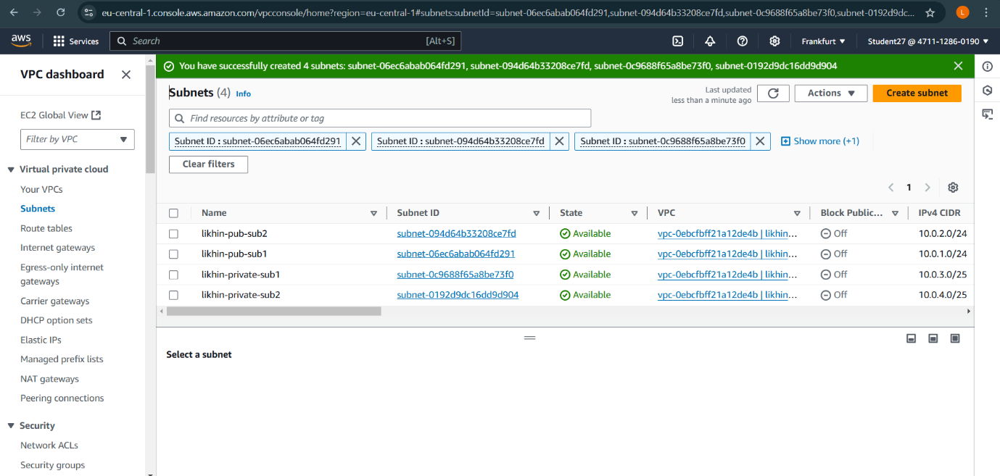 eu-central-1.console.aws.amazon.com/vpcconsole/home?region=eu-central-1#subnets:subnetId=subnet-06ec6abab064fd291,subnet-094d64b33208ce7fd,subnet-0c9688f65a8be73f0,subnet-0192d9dc...
L
aws
Services
Search
[Alt+S]
Frankfurt
Student27 @ 4711-1286-0190
VPC dashboard
EC2 Global View
Filter by VPC
Virtual private cloud
Your VPCs
Subnets
Route tables
Internet gateways
Egress-only internet
gateways
Carrier gateways
DHCP option sets
Elastic IPs
Managed prefix lists
NAT gateways
Peering connections
Security
Network ACLs
Security groups
You have successfully created 4 subnets: subnet-06ec6abab064fd291, subnet-094d64b33208ce7fd, subnet-0c9688f65a8be73f0, subnet-0192d9dc16dd9d904
Subnets (4) Info
Last updated
less than a minute ago
Actions
Create subnet
Find resources by attribute or tag
Subnet ID : subnet-06ec6abab064fd291
Subnet ID : subnet-094d64b33208ce7fd
Subnet ID : subnet-0c9688f65a8be73f0
Show more (+1)
Clear filters
1
Name Subnet ID State VPC Block Public... IPv4 CIDR
likhin-pub-sub2 subnet-094d64b33208ce7fd Available vpc-0ebcfbff21a12de4b | likhin... Off 10.0.2.0/24
likhin-pub-sub1 subnet-06ec6abab064fd291 Available vpc-0ebcfbff21a12de4b | likhin... Off 10.0.1.0/24
likhin-private-sub1 subnet-0c9688f65a8be73f0 Available vpc-0ebcfbff21a12de4b | likhin... Off 10.0.3.0/25
likhin-private-sub2 subnet-0192d9dc16dd9d904 Available vpc-0ebcfbff21a12de4b | likhin... Off 10.0.4.0/25
Select a subnet